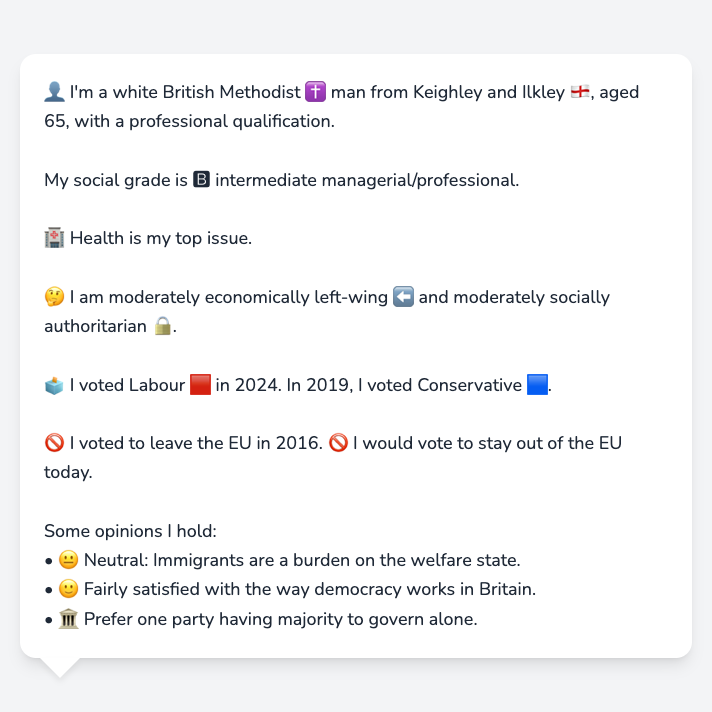 👤 I'm a white British Methodist ✝️ man from Keighley and Ilkley 🏴󠁧󠁢󠁥󠁮󠁧󠁿, aged
65, with a professional qualification.
My social grade is 🅱 intermediate managerial/professional.
🏥 Health is my top issue.
🤔 I am moderately economically left-wing ⬅️ and moderately socially
authoritarian 🔒.
🗳️ I voted Labour 🟥 in 2024. In 2019, I voted Conservative 🟦.
🚫 I voted to leave the EU in 2016. 🚫 I would vote to stay out of the EU
today.
Some opinions I hold:
• 😐 Neutral: Immigrants are a burden on the welfare state.
• 🙂 Fairly satisfied with the way democracy works in Britain.
• 🏛️ Prefer one party having majority to govern alone.